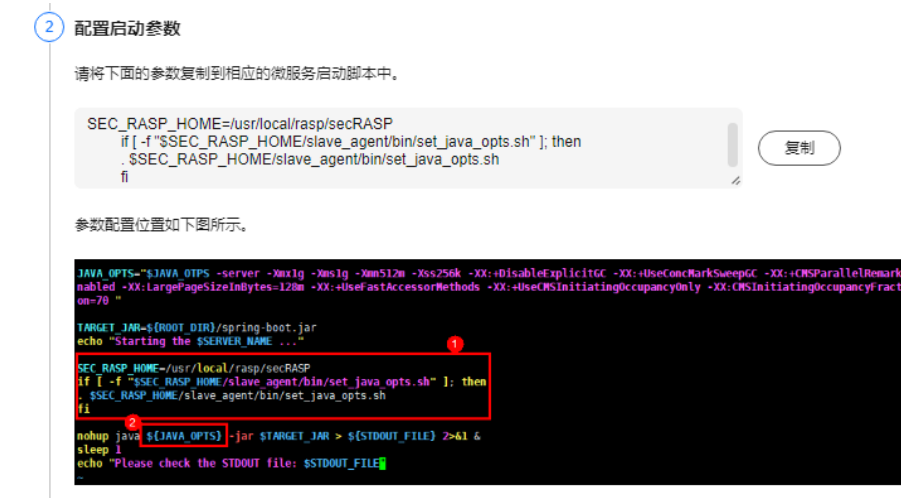 2
配置启动参数
请将下面的参数复制到相应的微服务启动脚本中。
SEC_RASP_HOME=/usr/local/rasp/secRASP
if [ -f "$SEC_RASP_HOME/slave_agent/bin/set_java_opts.sh" ]; then
. $SEC_RASP_HOME/slave_agent/bin/set_java_opts.sh
fi
复制
参数配置位置如下图所示。
JAVA_OPTS="$JAVA_OTPS -server -Xmx1g -Xms1g -Xmn512m -Xss256k -XX:+DisableExplicitGC -XX:+UseConcMarkSweepGC -XX:+CMSParallelRemark
nabled -XX:LargePageSizeInBytes=128m -XX:+UseFastAccessorMethods -XX:+UseCMSInitiatingOccupancyOnly -XX:CMSInitiatingOccupancyFract
on=70 "
TARGET_JAR=${ROOT_DIR}/spring-boot.jar
echo "Starting the $SERVER_NAME ..."
1
SEC_RASP_HOME=/usr/local/rasp/secRASP
if [ -f "$SEC_RASP_HOME/slave_agent/bin/set_java_opts.sh" ]; then
. $SEC_RASP_HOME/slave_agent/bin/set_java_opts.sh
fi
2
nohup java ${JAVA_OPTS} -jar $TARGET_JAR > ${STDOUT_FILE} 2>&1 &
sleep 1
echo "Please check the STDOUT file: $STDOUT_FILE"
~